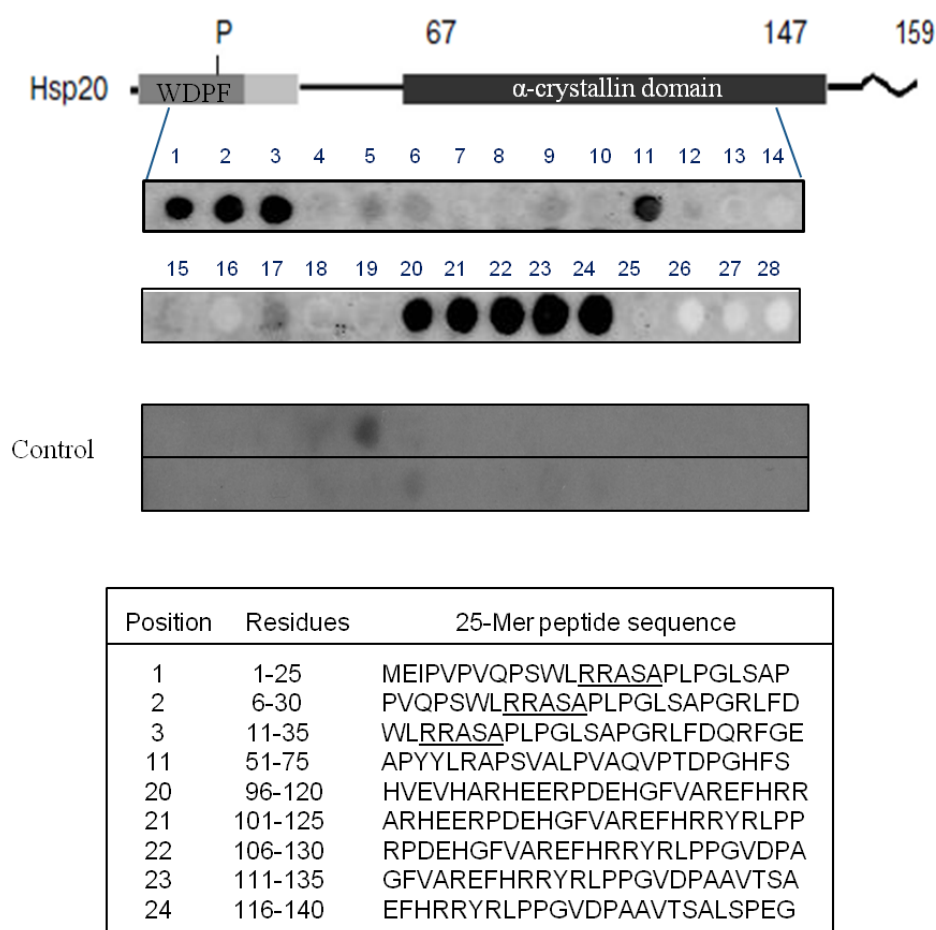 P 67 147 159
Hsp20 WDPF α-crystallin domain
1 2 3 4 5 6 7 8 9 10 11 12 13 14
15 16 17 18 19 20 21 22 23 24 25 26 27 28
Control
Position Residues 25-Mer peptide sequence
1 1-25 MEIPVPVQPSWLRRASAPLPGLSAP
2 6-30 PVQPSWLRRASAPLPGLSAPGRLFD
3 11-35 WLRRASAPLPGLSAPGRLFDQRFGE
11 51-75 APYYLRAPSVALPVAQVPTDPGHFS
20 96-120 HVEVHARHEERPDEHGFVAREFHRR
21 101-125 ARHEERPDEHGFVAREFHRRYRLPP
22 106-130 RPDEHGFVAREFHRRYRLPPGVDPA
23 111-135 GFVAREFHRRYRLPPGVDPAAVTSA
24 116-140 EFHRRYRLPPGVDPAAVTSALSPEG